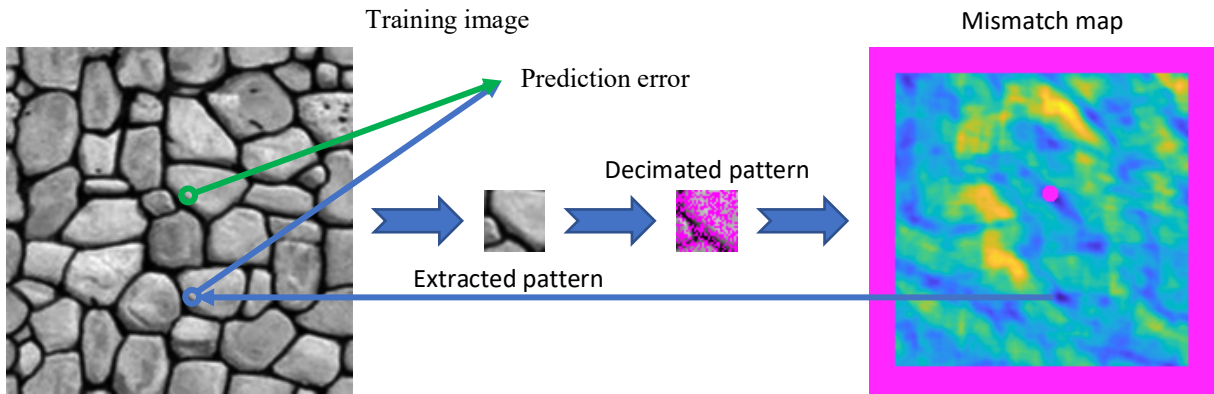 Training image
Mismatch map
Prediction error
Decimated pattern
Extracted pattern